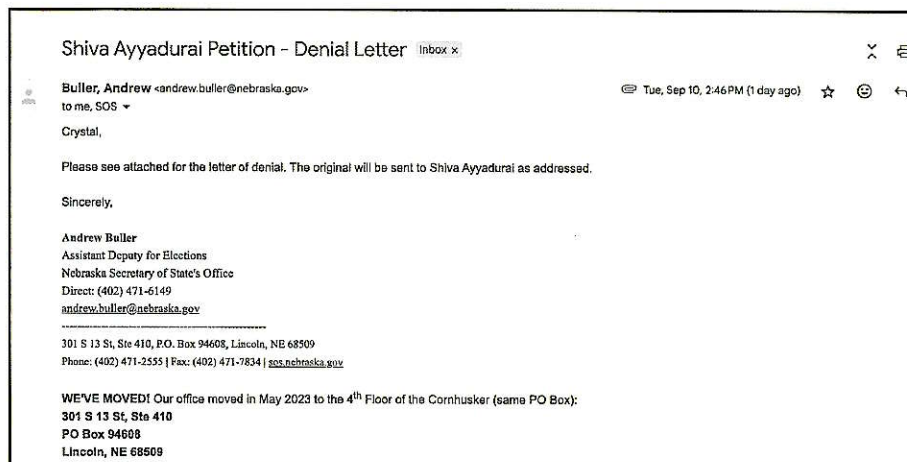 Shiva Ayyadurai Petition - Denial Letter Inbox x
Buller, Andrew <andrew.buller@nebraska.gov>
Tue, Sep 10, 2:46 PM (1 day ago)
to me, SOS
Crystal,
Please see attached for the letter of denial. The original will be sent to Shiva Ayyadurai as addressed.
Sincerely,
Andrew Buller
Assistant Deputy for Elections
Nebraska Secretary of State's Office
Direct: (402) 471-6149
andrew.buller@nebraska.gov
---------------------------------------------
301 S 13 St, Ste 410, P.O. Box 94608, Lincoln, NE 68509
Phone: (402) 471-2555 | Fax: (402) 471-7834 | sos.nebraska.gov
WE'VE MOVED! Our office moved in May 2023 to the 4th Floor of the Cornhusker (same PO Box):
301 S 13 St, Ste 410
PO Box 94608
Lincoln, NE 68509